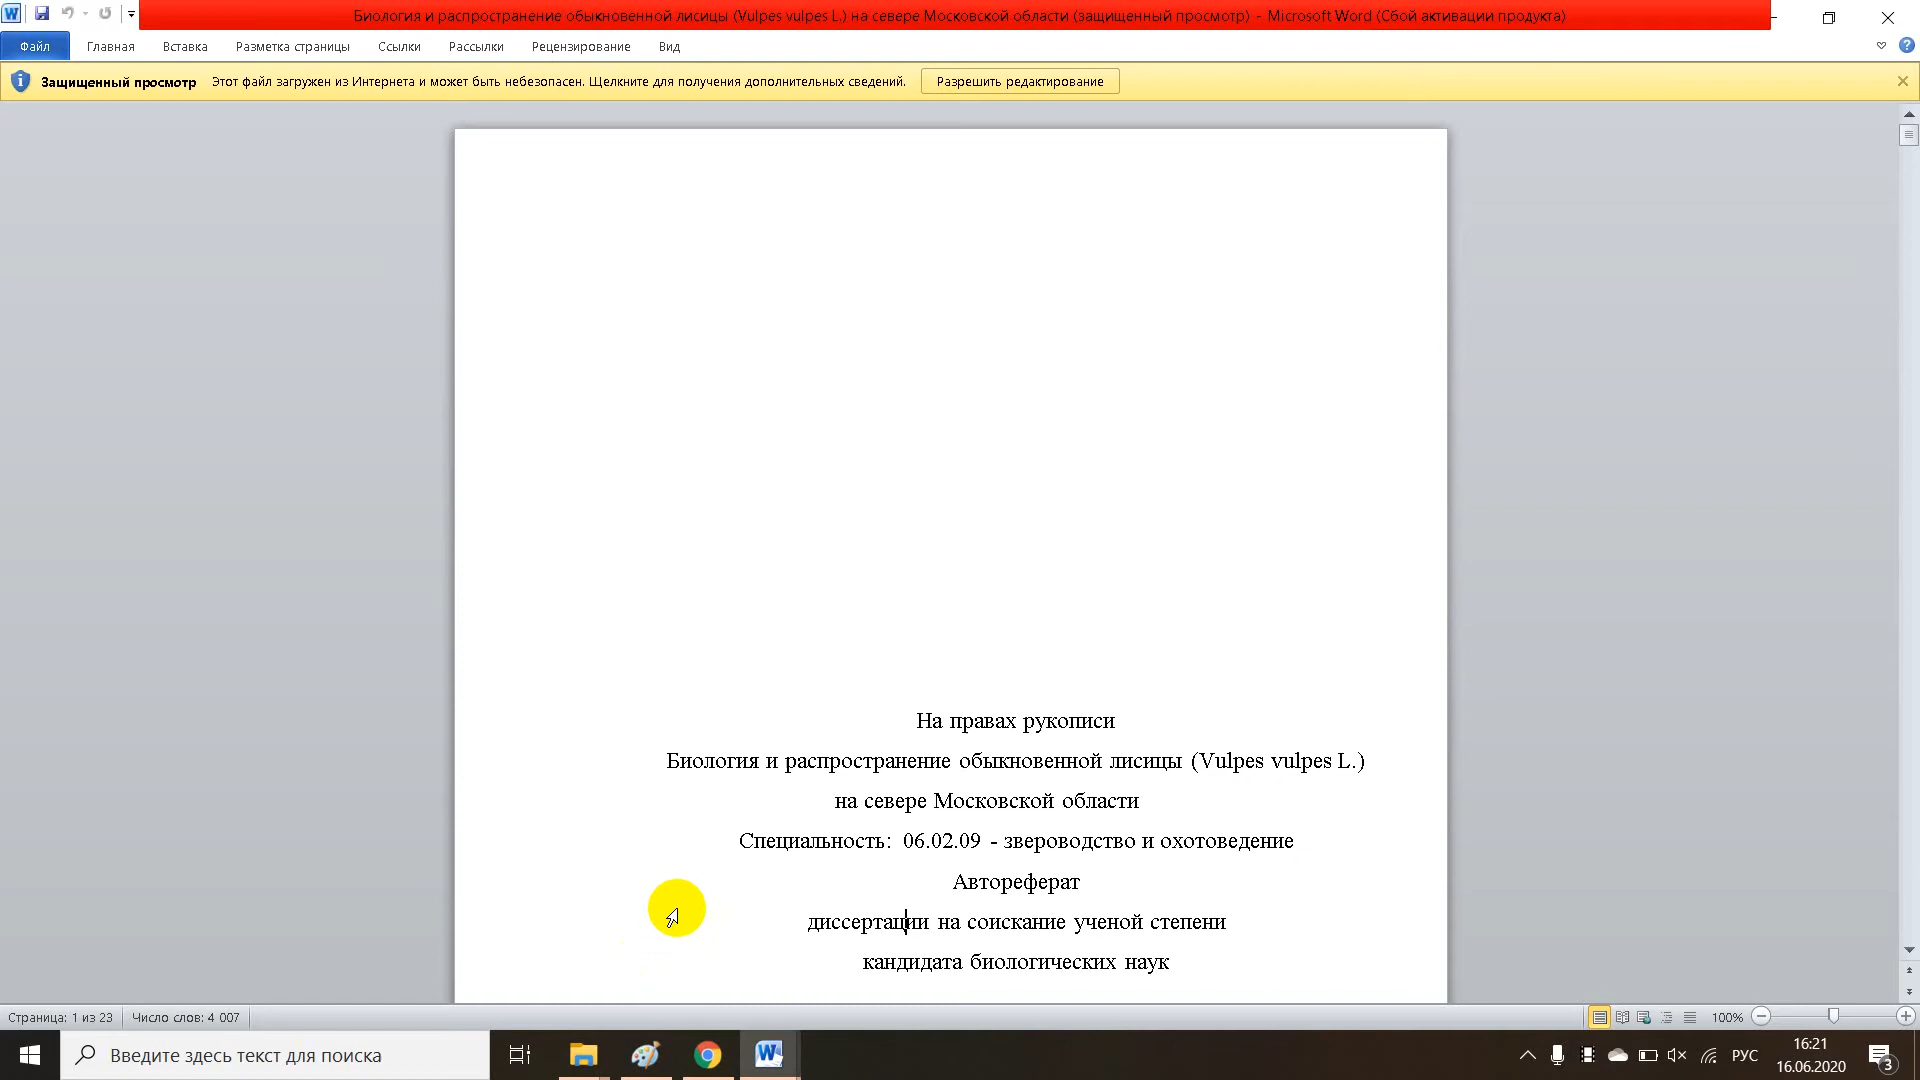 Биология и распространение обыкновенной лисицы (Vulpes vulpes L.) на севере Московской области (защищенный просмотр) - Microsoft Word (Сбой активации продукта)
Файл Главная Вставка Разметка страницы Ссылки Рассылки Рецензирование Вид
Защищенный просмотр Этот файл загружен из Интернета и может быть небезопасен. Щелкните для получения дополнительных сведений. Разрешить редактирование
На правах рукописи
Биология и распространение обыкновенной лисицы (Vulpes vulpes L.)
на севере Московской области
Специальность: 06.02.09 - звероводство и охотоведение
Автореферат
диссертации на соискание ученой степени
кандидата биологических наук
Страница: 1 из 23 Число слов: 4 007 100%
Введите здесь текст для поиска РУС 16:21
16.06.2020 3